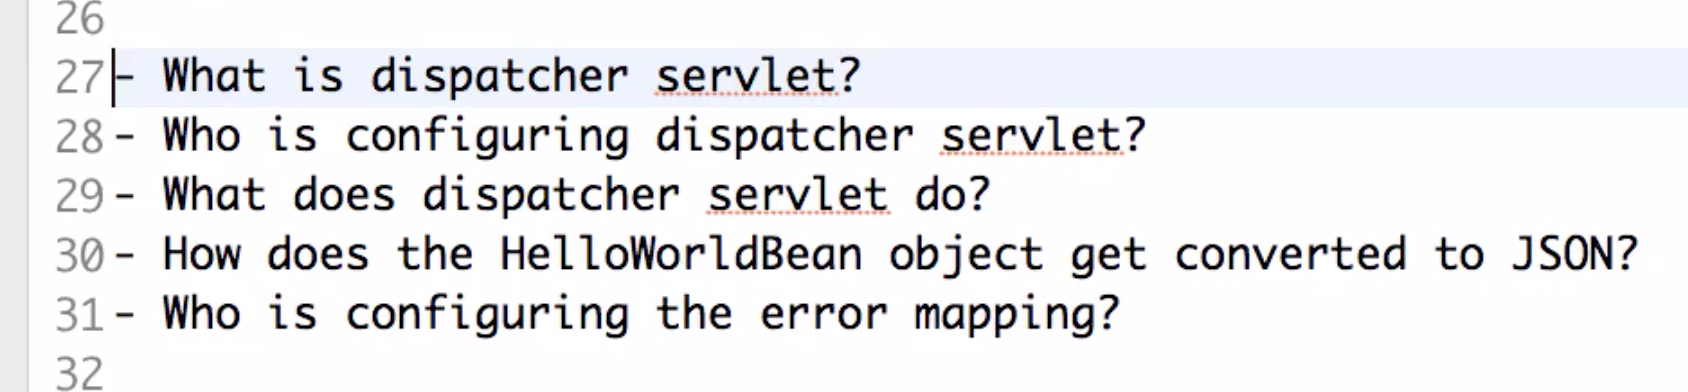 26
27 - What is dispatcher servlet?
28 - Who is configuring dispatcher servlet?
29 - What does dispatcher servlet do?
30 - How does the HelloWorldBean object get converted to JSON?
31 - Who is configuring the error mapping?
32